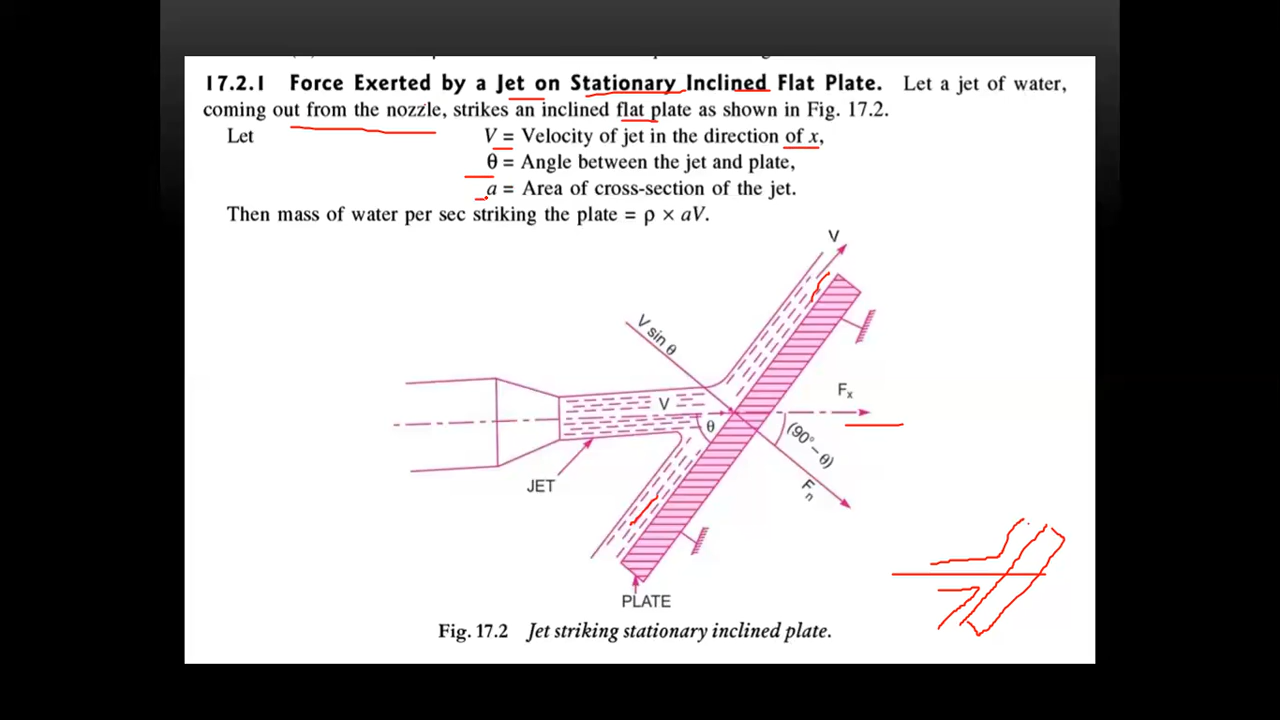 17.2.1 Force Exerted by a Jet on Stationary Inclined Flat Plate. Let a jet of water,
coming out from the nozzle, strikes an inclined flat plate as shown in Fig. 17.2.
Let V = Velocity of jet in the direction of x,
θ = Angle between the jet and plate,
a = Area of cross-section of the jet.
Then mass of water per sec striking the plate = ρ × aV.
V
V sin θ
Fx
V
θ
(90° – θ)
JET
Fn
PLATE
Fig. 17.2 Jet striking stationary inclined plate.